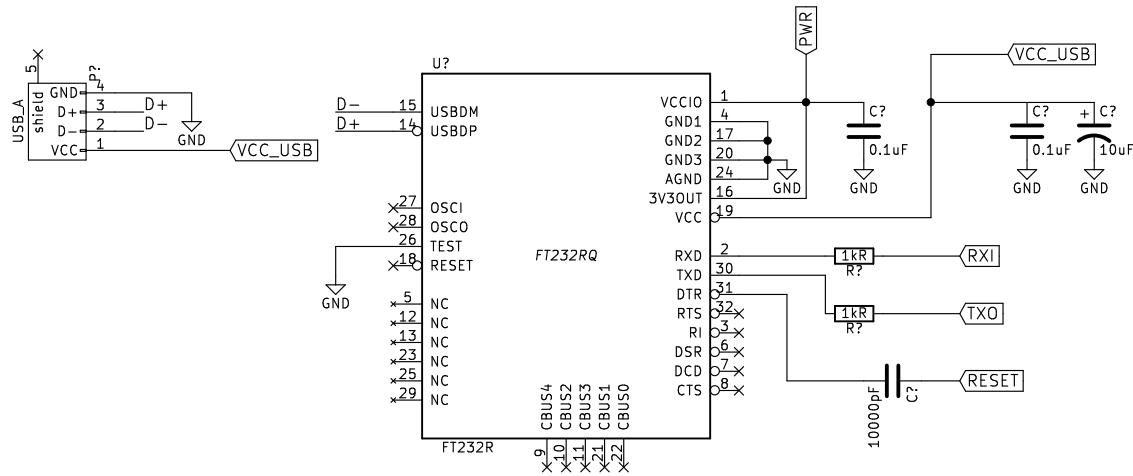 USB_A
shield
5
P?
GND 4
D+ 3 D+
D- 2 D-
VCC 1
GND
VCC_USB
U?
FT232RQ
FT232R
D- 15 USBDM
D+ 14 USBDP
27 OSCI
28 OSCO
26 TEST
18 RESET
GND
5 NC
12 NC
13 NC
23 NC
25 NC
29 NC
CBUS4 9
CBUS2 10
CBUS3 11
CBUS1 21
CBUS0 22
VCCIO 1
GND1 4
GND2 17
GND3 20
AGND 24
3V3OUT 16
VCC 19
RXD 2
TXD 30
DTR 31
RTS 32
RI 3
DSR 6
DCD 7
CTS 8
PWR
GND
C?
0.1uF
GND
VCC_USB
C?
0.1uF
GND
+ C?
10uF
GND
1kR
R?
RXI
1kR
R?
TXO
10000pF
C?
RESET